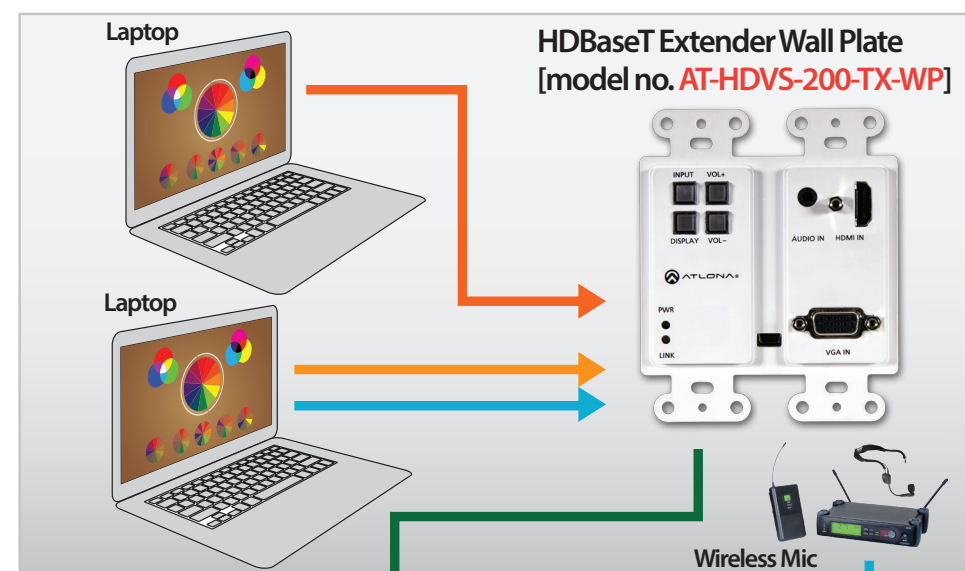 Laptop
HDBaseT Extender Wall Plate
[model no. AT-HDVS-200-TX-WP]
INPUT VOL+
DISPLAY VOL-
AUDIO IN HDMI IN
ATLONA®
PWR
LINK
VGA IN
Laptop
Wireless Mic